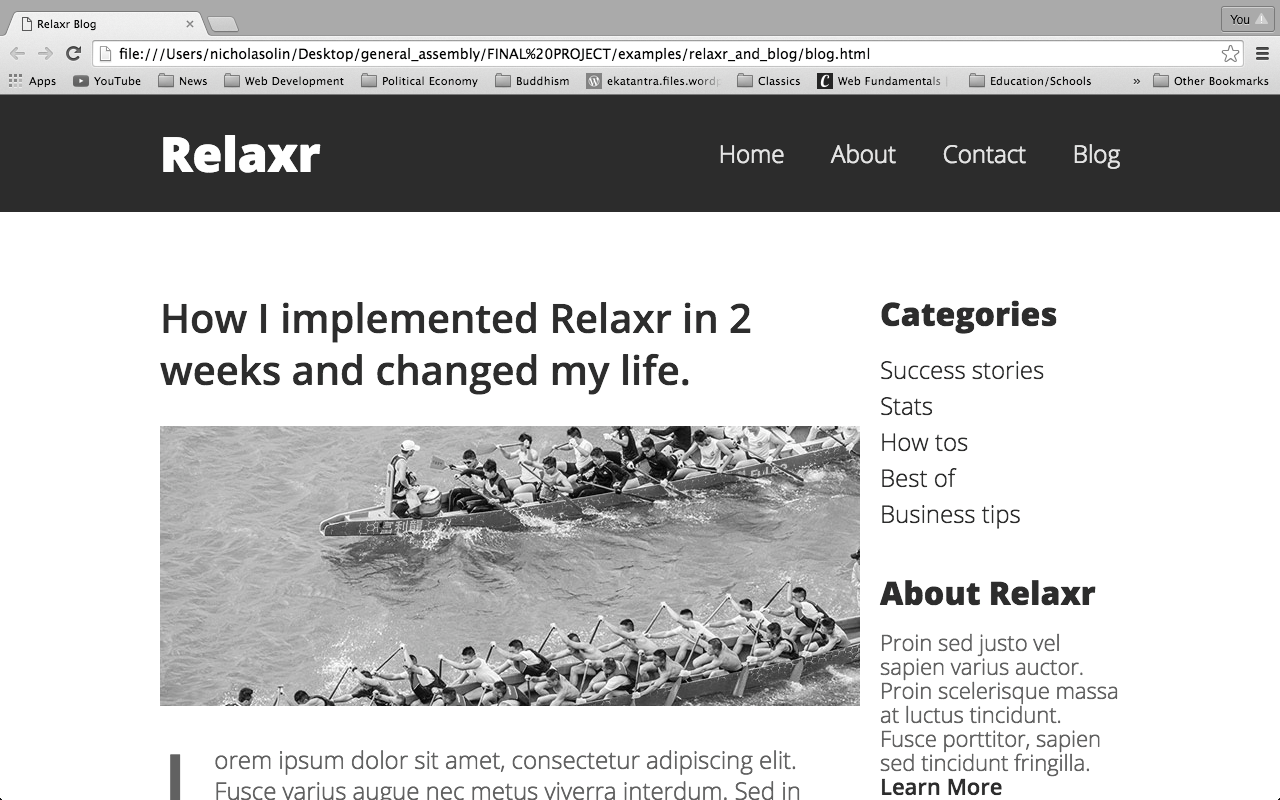 Relaxr Blog
You
file:///Users/nicholasolin/Desktop/general_assembly/FINAL%20PROJECT/examples/relaxr_and_blog/blog.html
Apps YouTube News Web Development Political Economy Buddhism ekatantra.files.wordp Classics Web Fundamentals Education/Schools » Other Bookmarks
Relaxr
Home About Contact Blog
How I implemented Relaxr in 2
weeks and changed my life.
orem ipsum dolor sit amet, consectetur adipiscing elit.
Fusce varius augue nec metus viverra interdum. Sed in
Categories
Success stories
Stats
How tos
Best of
Business tips
About Relaxr
Proin sed justo vel
sapien varius auctor.
Proin scelerisque massa
at luctus tincidunt.
Fusce porttitor, sapien
sed tincidunt fringilla.
Learn More